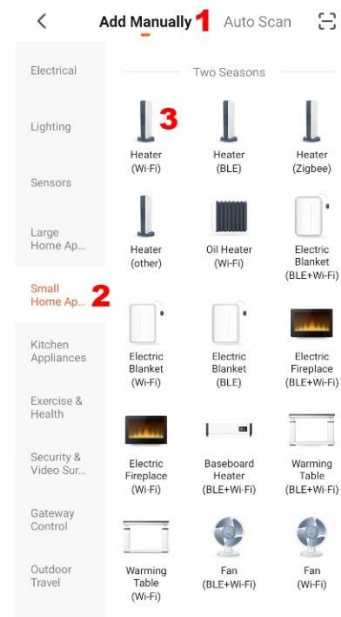 Add Manually 1 Auto Scan
Electrical
Lighting
Sensors
Large
Home Ap...
Small
Home Ap... 2
Kitchen
Appliances
Exercise &
Health
Security &
Video Sur...
Gateway
Control
Outdoor
Travel
Two Seasons
3
Heater
(Wi-Fi)
Heater
(BLE)
Heater
(Zigbee)
Heater
(other)
Oil Heater
(Wi-Fi)
Electric
Blanket
(BLE+Wi-Fi)
Electric
Blanket
(Wi-Fi)
Electric
Blanket
(BLE)
Electric
Fireplace
(BLE+Wi-Fi)
Electric
Fireplace
(Wi-Fi)
Baseboard
Heater
(BLE+Wi-Fi)
Warming
Table
(BLE+Wi-Fi)
Warming
Table
(Wi-Fi)
Fan
(BLE+Wi-Fi)
Fan
(Wi-Fi)